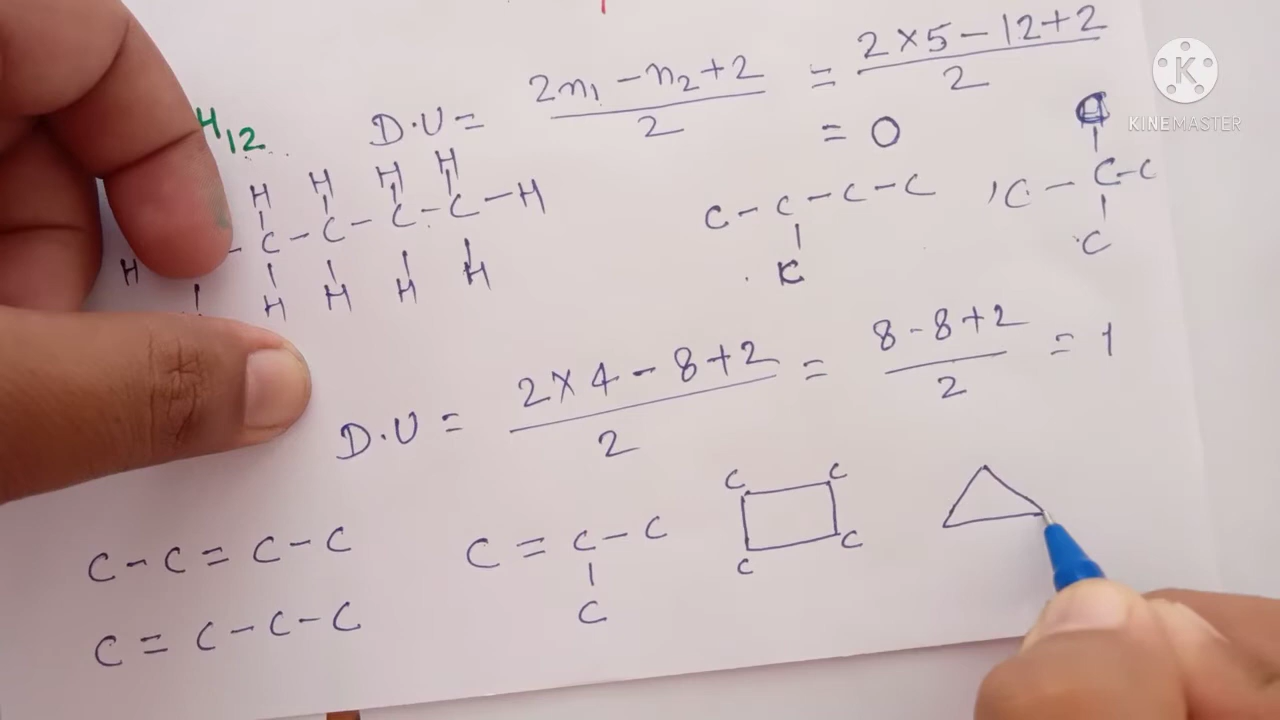 D.U = (2n₁ - n₂ + 2)/2 = (2×5 - 12 + 2)/2
= 0
H₁₂
H H H H
- C - C - C - C - H
H
H H H H
C - C - C - C
C
, C - C - C
C
D.U = (2×4 - 8 + 2)/2 = (8 - 8 + 2)/2 = 1
C - C = C - C
C = C - C - C
C = C - C
C
C C
C C
K
KINEMASTER